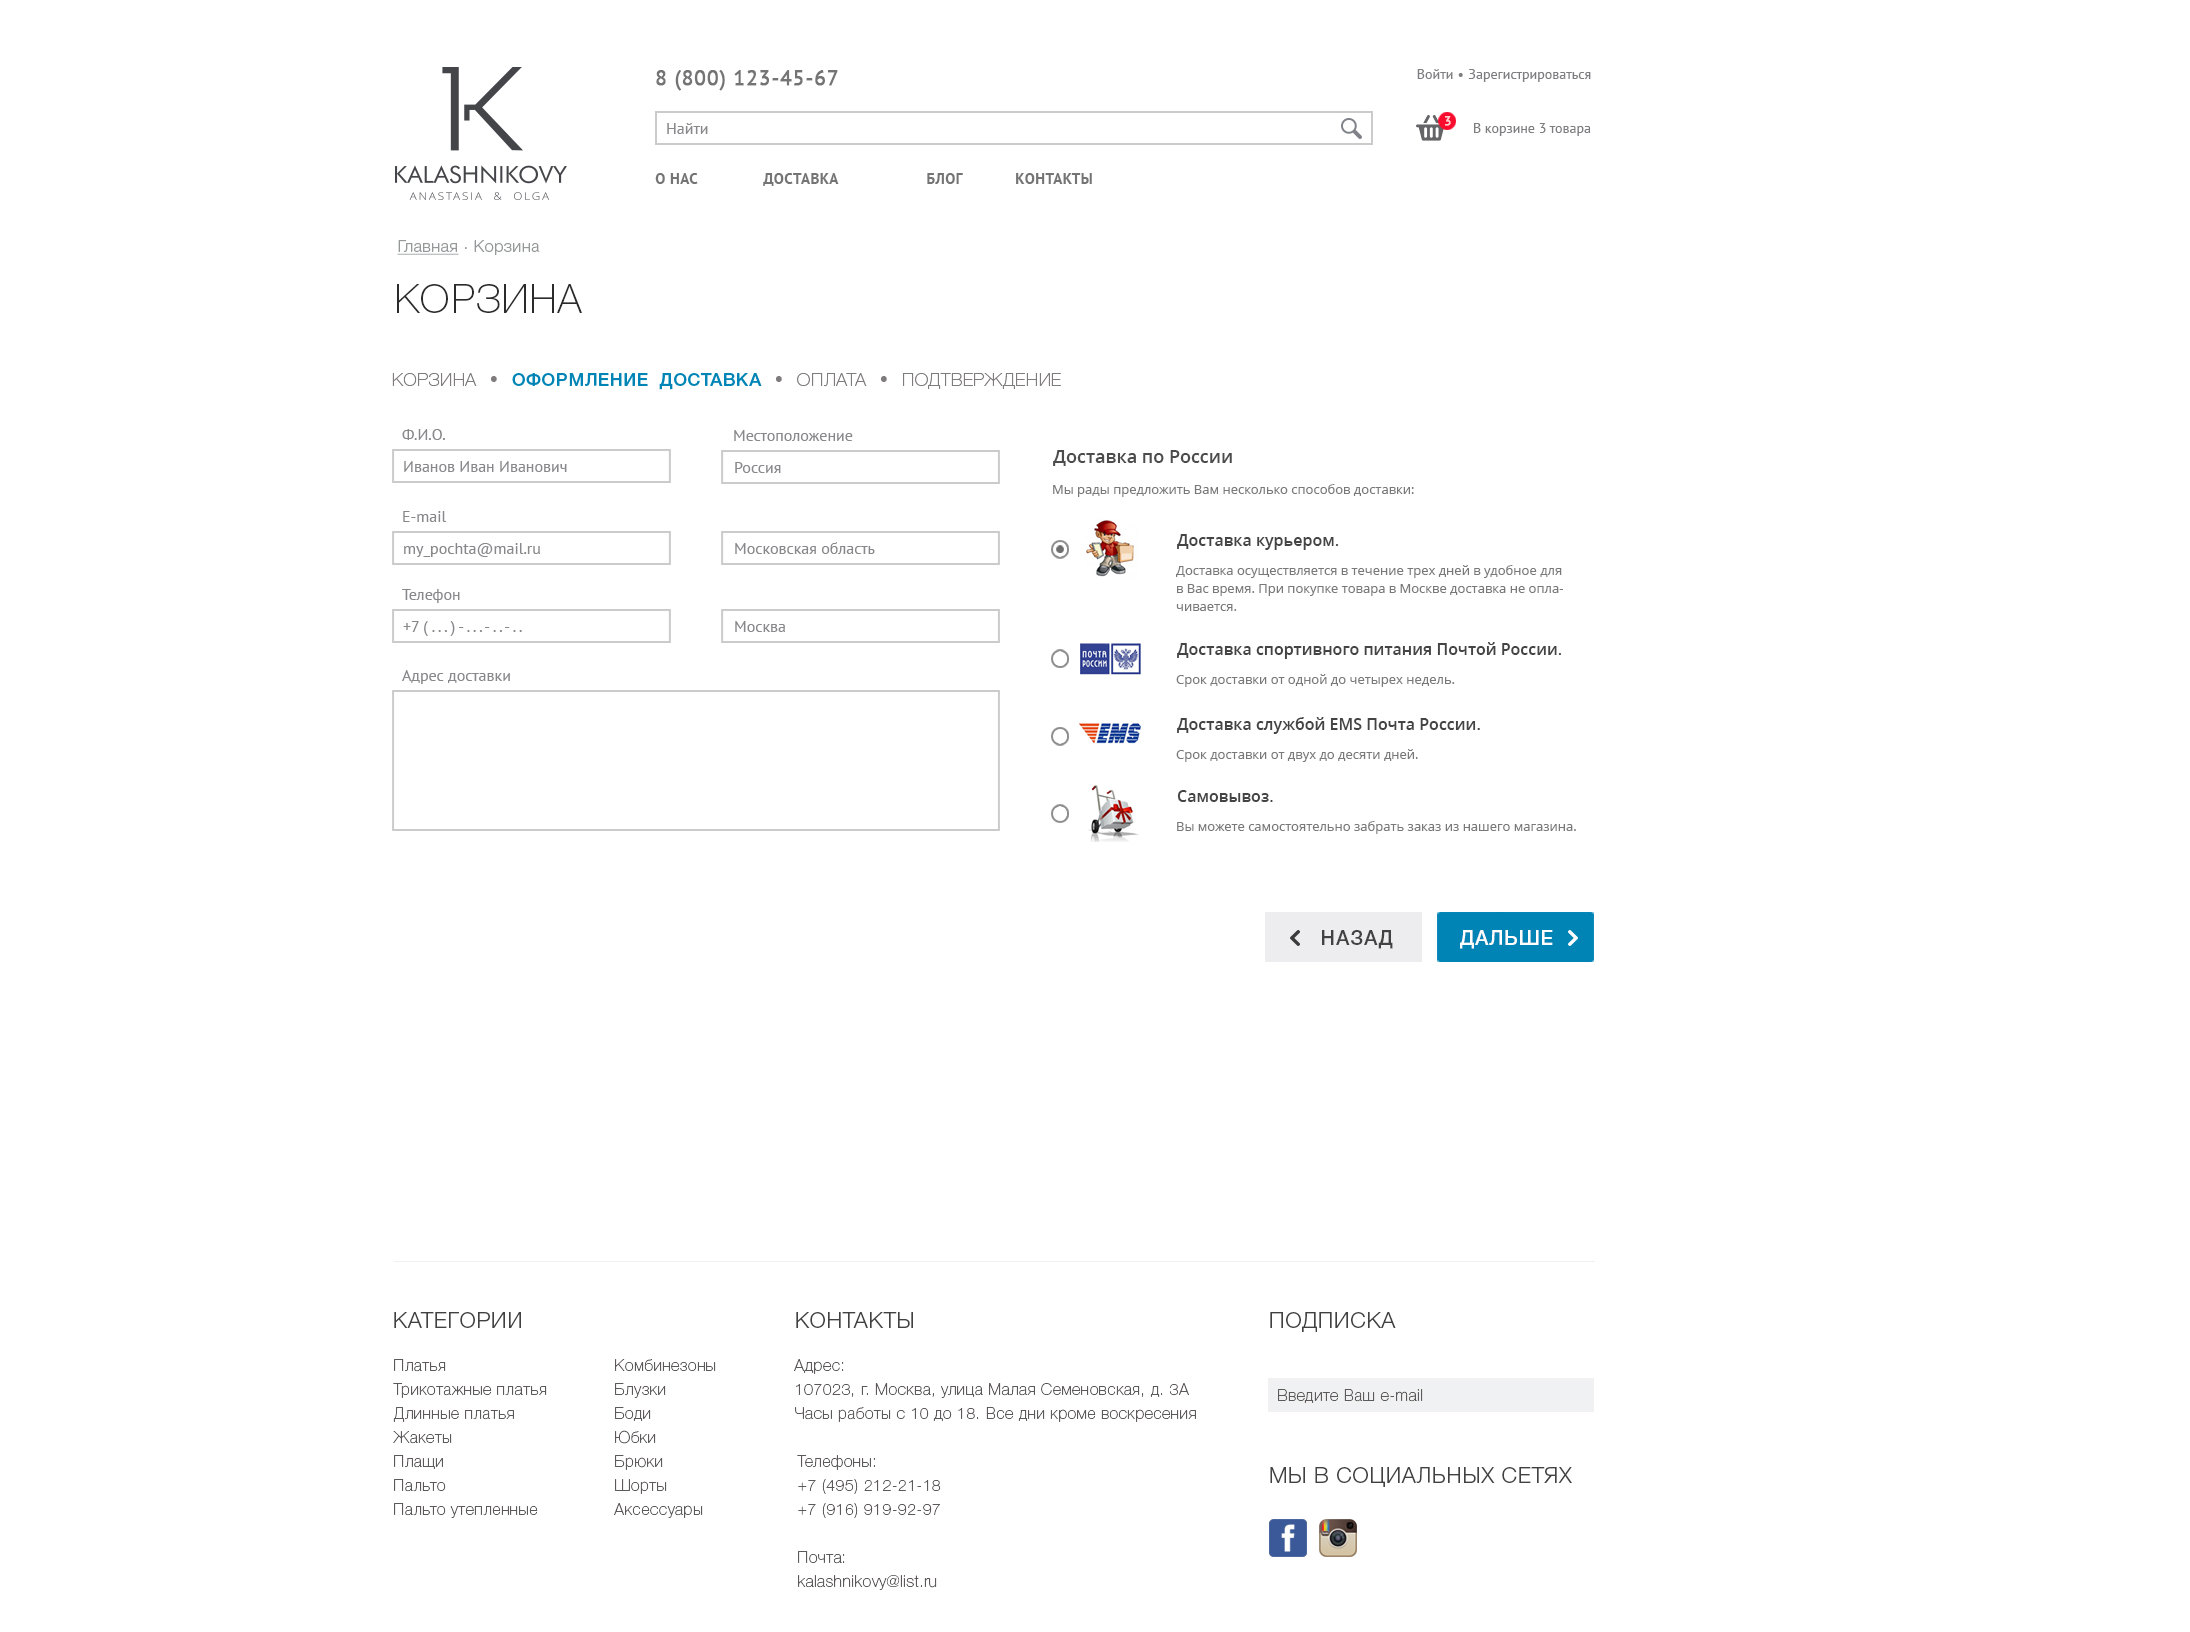 8 (800) 123-45-67
Войти • Зарегистрироваться
Найти
3
В корзине 3 товара
О НАС
ДОСТАВКА
БЛОГ
КОНТАКТЫ
K
KALASHNIKOVY
ANASTASIA & OLGA
Главная · Корзина
КОРЗИНА
КОРЗИНА • ОФОРМЛЕНИЕ ДОСТАВКА • ОПЛАТА • ПОДТВЕРЖДЕНИЕ
Ф.И.О.
Иванов Иван Иванович
E-mail
my_pochta@mail.ru
Телефон
+7 ( . . . ) - . . . - . . - . .
Местоположение
Россия
Московская область
Москва
Адрес доставки
Доставка по России
Мы рады предложить Вам несколько способов доставки:
Доставка курьером.
Доставка осуществляется в течение трех дней в удобное для
в Вас время. При покупке товара в Москве доставка не опла-
чивается.
ПОЧТА
РОССИИ
Доставка спортивного питания Почтой России.
Срок доставки от одной до четырех недель.
EMS
Доставка службой EMS Почта России.
Срок доставки от двух до десяти дней.
Самовывоз.
Вы можете самостоятельно забрать заказ из нашего магазина.
НАЗАД
ДАЛЬШЕ
КАТЕГОРИИ
Платья
Трикотажные платья
Длинные платья
Жакеты
Плащи
Пальто
Пальто утепленные
Комбинезоны
Блузки
Боди
Юбки
Брюки
Шорты
Аксессуары
КОНТАКТЫ
Адрес:
107023, г. Москва, улица Малая Семеновская, д. 3А
Часы работы с 10 до 18. Все дни кроме воскресения
Телефоны:
+7 (495) 212-21-18
+7 (916) 919-92-97
Почта:
kalashnikovy@list.ru
ПОДПИСКА
Введите Ваш e-mail
МЫ В СОЦИАЛЬНЫХ СЕТЯХ
f